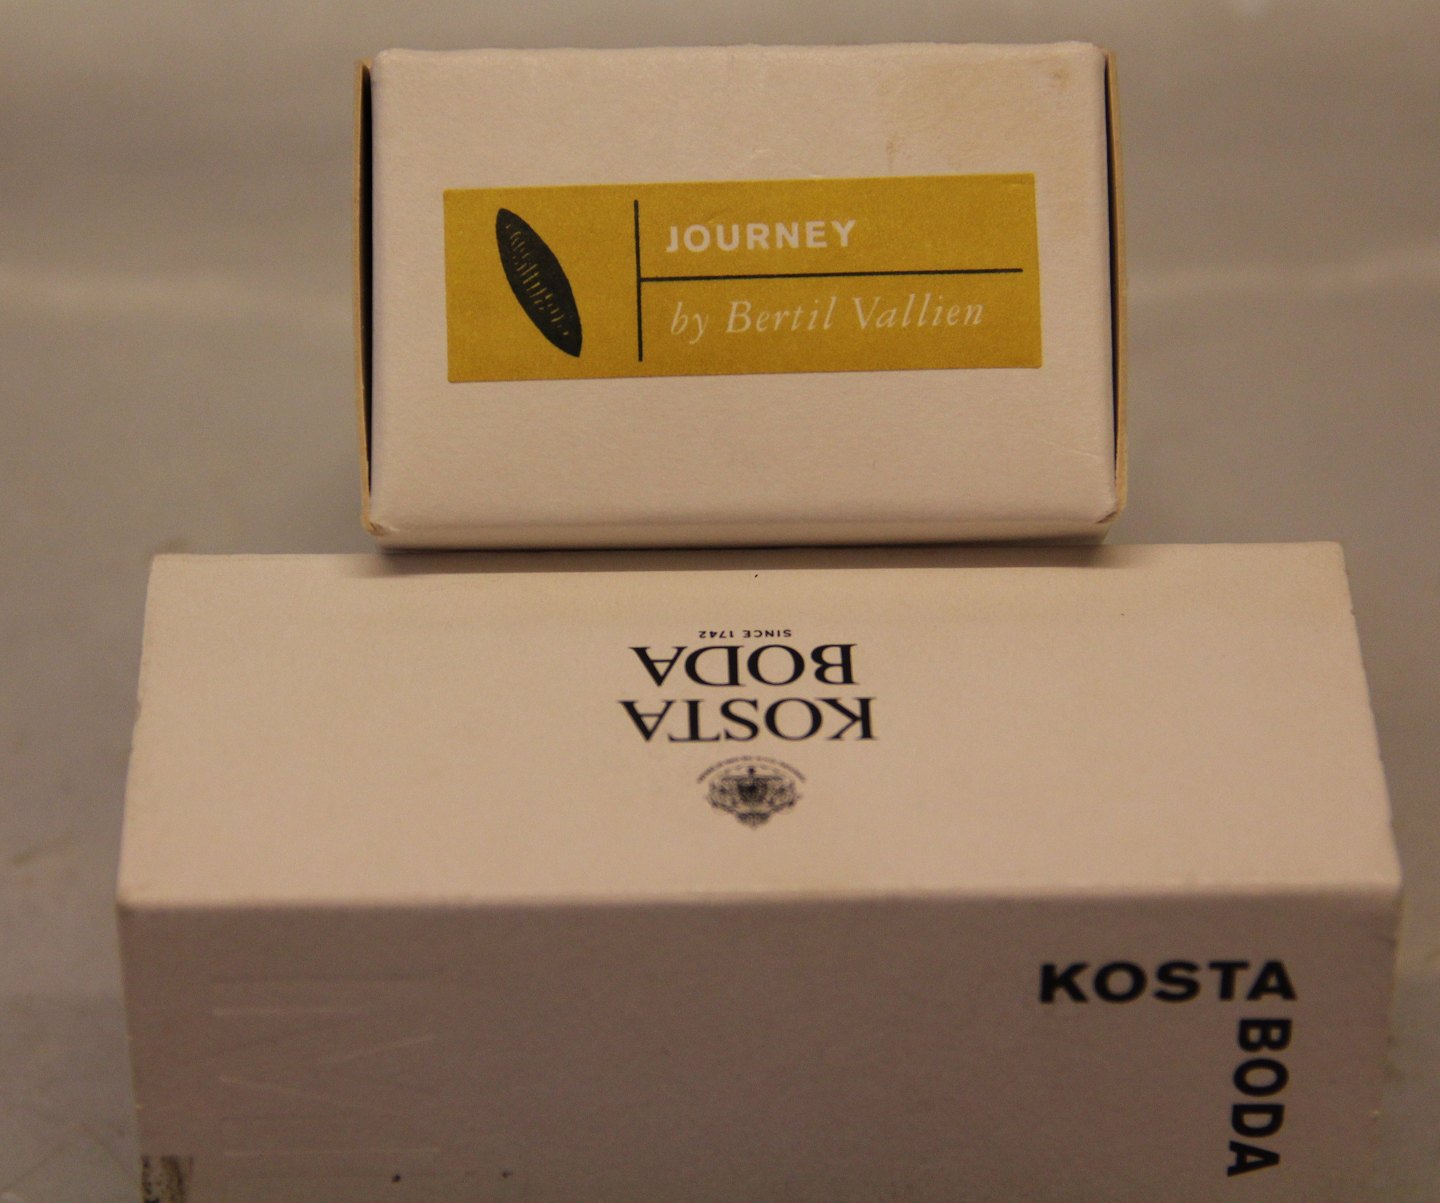 JOURNEY
by Bertil Vallien
KOSTA
BODA
SINCE 1742
KOSTA
BODA